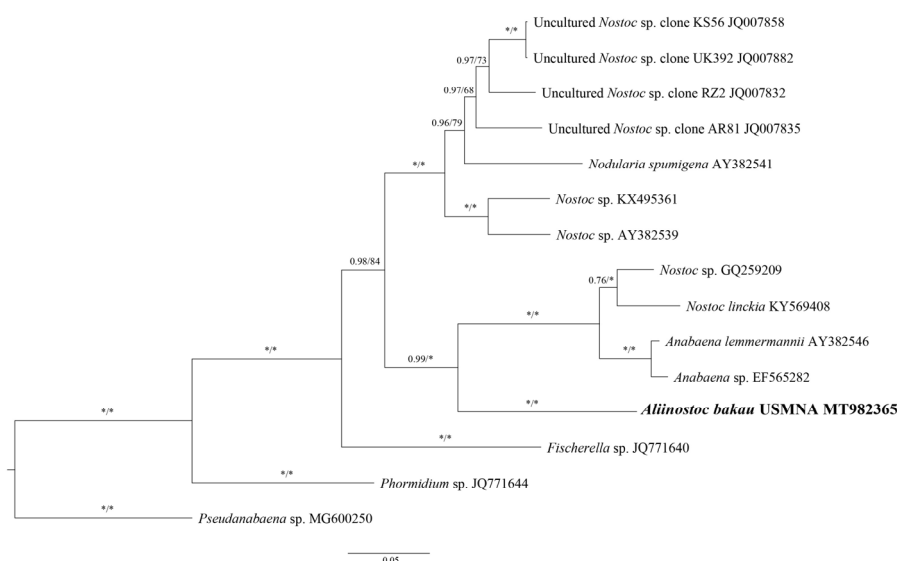 Uncultured Nostoc sp. clone KS56 JQ007858
*/*
Uncultured Nostoc sp. clone UK392 JQ007882
0.97/73
Uncultured Nostoc sp. clone RZ2 JQ007832
0.97/68
Uncultured Nostoc sp. clone AR81 JQ007835
0.96/79
Nodularia spumigena AY382541
*/*
Nostoc sp. KX495361
*/*
Nostoc sp. AY382539
0.98/84
Nostoc sp. GQ259209
0.76/*
Nostoc linckia KY569408
*/*
Anabaena lemmermannii AY382546
*/*
*/*
0.99/*
Anabaena sp. EF565282
*/*
Aliinostoc bakau USMNA MT982365
*/*
*/*
Fischerella sp. JQ771640
*/*
Phormidium sp. JQ771644
*/*
Pseudanabaena sp. MG600250
0.05